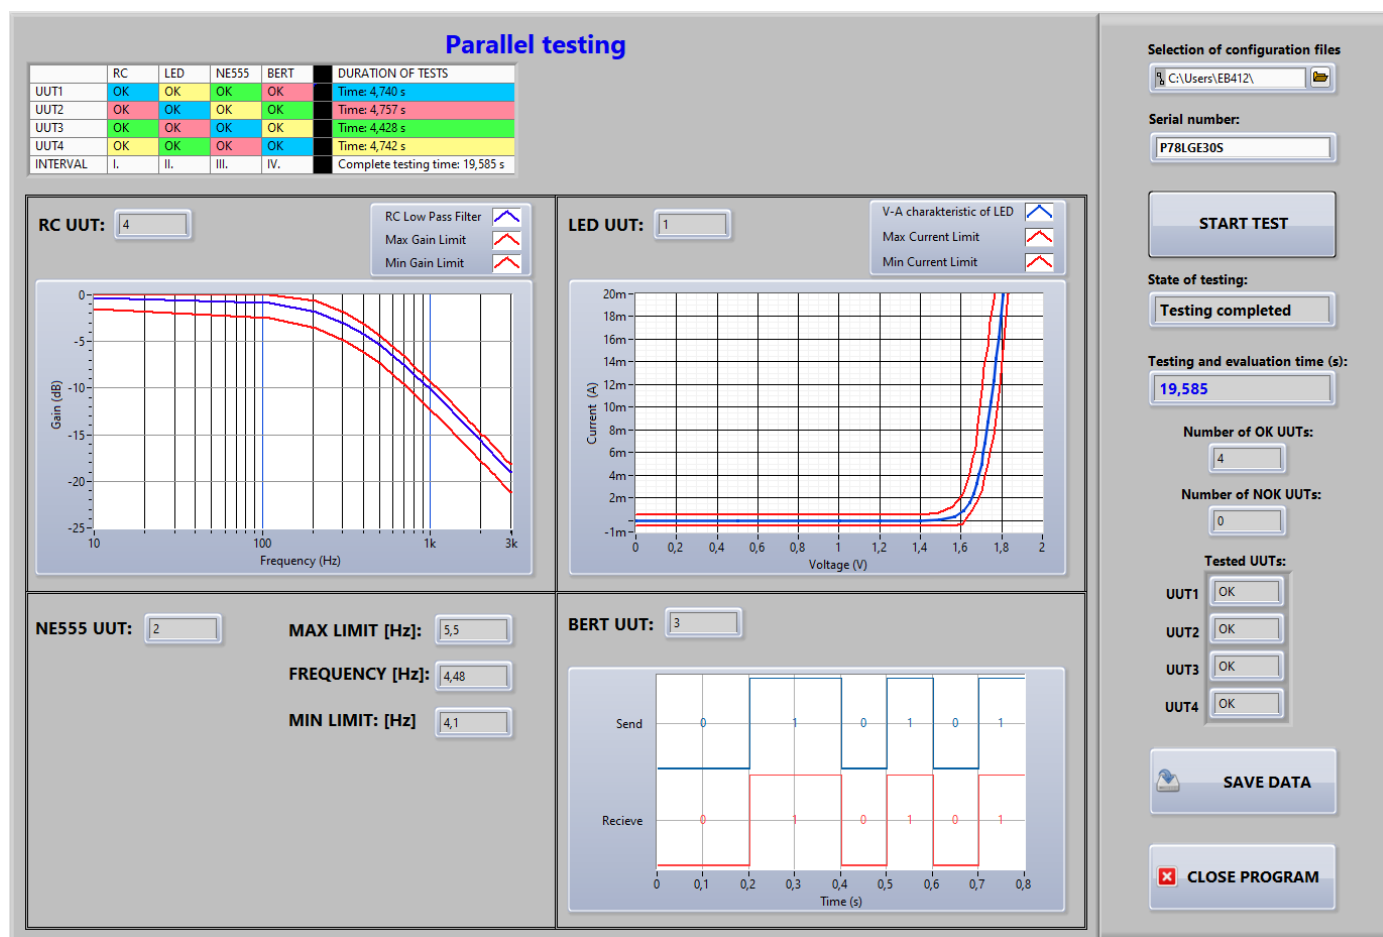 Parallel testing
RC LED NE555 BERT DURATION OF TESTS
UUT1 OK OK OK OK Time: 4,740 s
UUT2 OK OK OK OK Time: 4,757 s
UUT3 OK OK OK OK Time: 4,428 s
UUT4 OK OK OK OK Time: 4,742 s
INTERVAL I. II. III. IV. Complete testing time: 19,585 s
RC UUT: 4
RC Low Pass Filter
Max Gain Limit
Min Gain Limit
Gain (dB)
0
-5
-10
-15
-20
-25
10 100 1k 3k
Frequency (Hz)
LED UUT: 1
V-A charakteristic of LED
Max Current Limit
Min Current Limit
Current (A)
20m
18m
16m
14m
12m
10m
8m
6m
4m
2m
-1m
0 0,2 0,4 0,6 0,8 1 1,2 1,4 1,6 1,8 2
Voltage (V)
NE555 UUT: 2
MAX LIMIT [Hz]: 5,5
FREQUENCY [Hz]: 4,48
MIN LIMIT: [Hz] 4,1
BERT UUT: 3
Send 0 1 0 1 0 1
Recieve 0 1 0 1 0 1
0 0,1 0,2 0,3 0,4 0,5 0,6 0,7 0,8
Time (s)
Selection of configuration files
C:\Users\EB412\
Serial number:
P78LGE30S
START TEST
State of testing:
Testing completed
Testing and evaluation time (s):
19,585
Number of OK UUTs:
4
Number of NOK UUTs:
0
Tested UUTs:
UUT1 OK
UUT2 OK
UUT3 OK
UUT4 OK
SAVE DATA
CLOSE PROGRAM